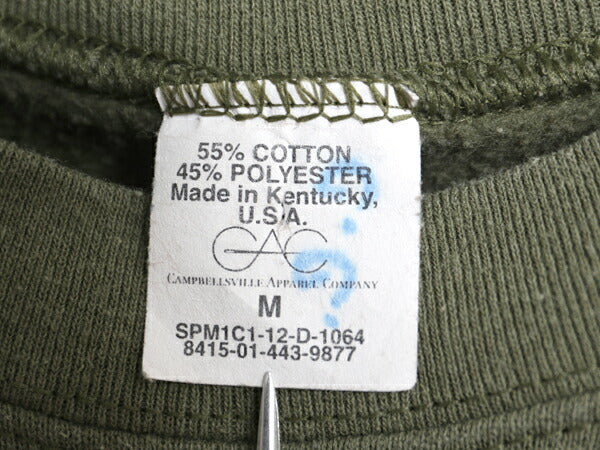 55% COTTON
45% POLYESTER
Made in Kentucky,
U.S.A.
CAC
CAMPBELLSVILLE APPAREL COMPANY
M
SPM1C1-12-D-1064
8415-01-443-9877